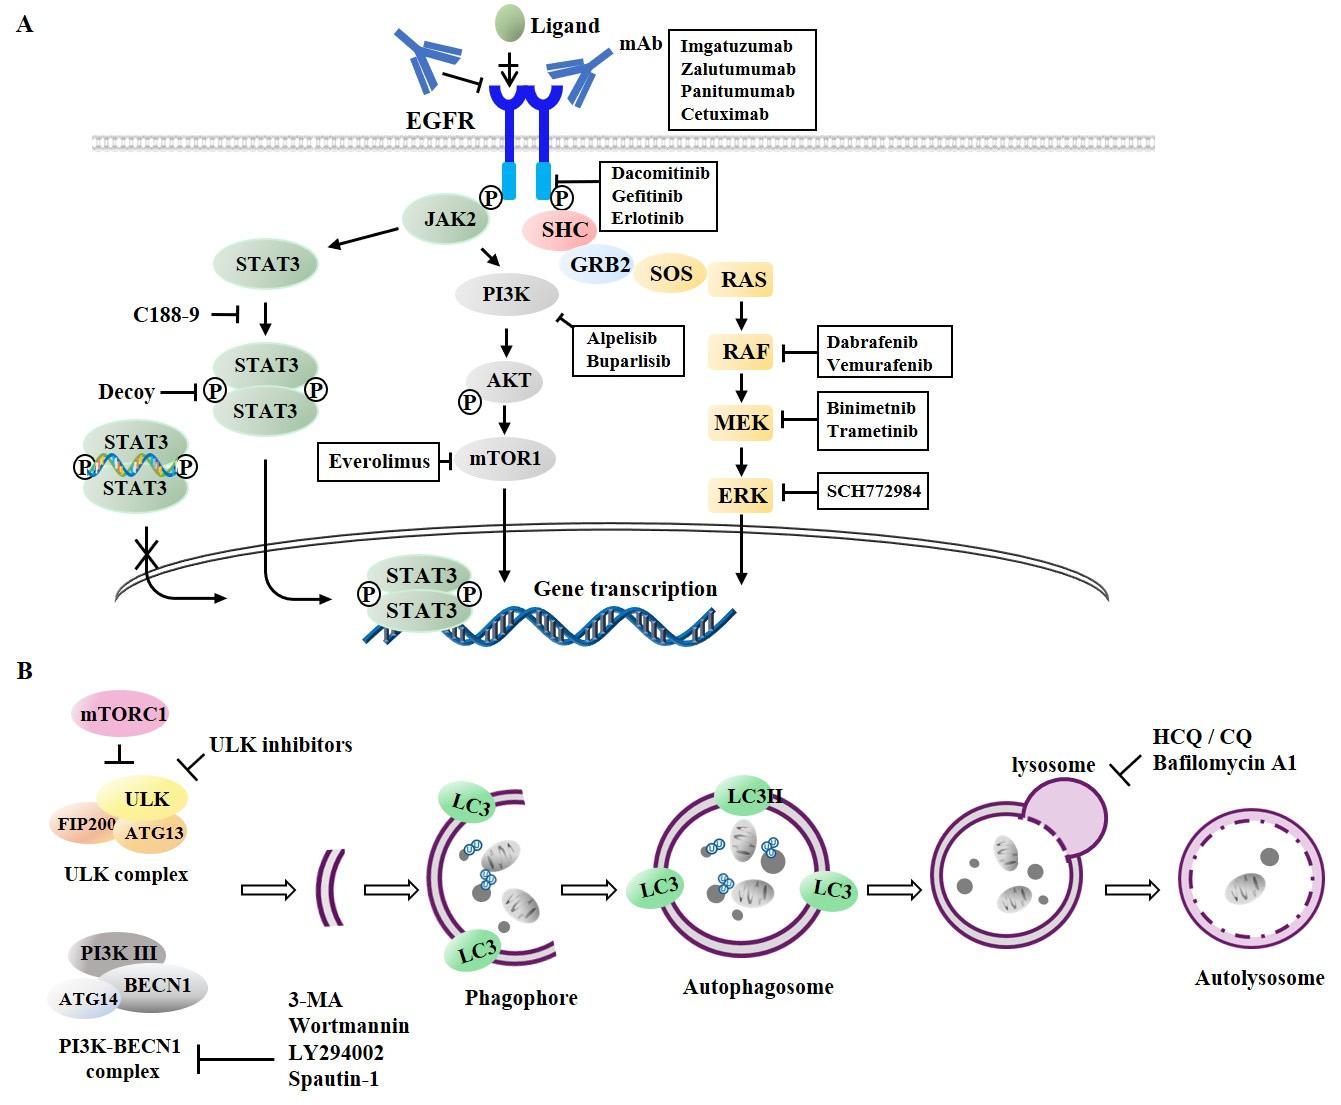 A
Ligand
mAb
Imgatuzumab
Zalutumumab
Panitumumab
Cetuximab
EGFR
Dacomitinib
Gefitinib
Erlotinib
P
P
JAK2
SHC
GRB2
SOS
RAS
STAT3
PI3K
C188-9
Alpelisib
Buparlisib
RAF
Dabrafenib
Vemurafenib
STAT3
P
P
STAT3
Decoy
AKT
P
MEK
Binimetnib
Trametinib
STAT3
P
P
STAT3
Everolimus
mTOR1
ERK
SCH772984
STAT3
P
P
STAT3
Gene transcription
B
mTORC1
ULK inhibitors
ULK
FIP200
ATG13
ULK complex
PI3K III
BECN1
ATG14
PI3K-BECN1
complex
3-MA
Wortmannin
LY294002
Spautin-1
LC3
LC3
Phagophore
LC3II
LC3
LC3
Autophagosome
lysosome
HCQ / CQ
Bafilomycin A1
Autolysosome